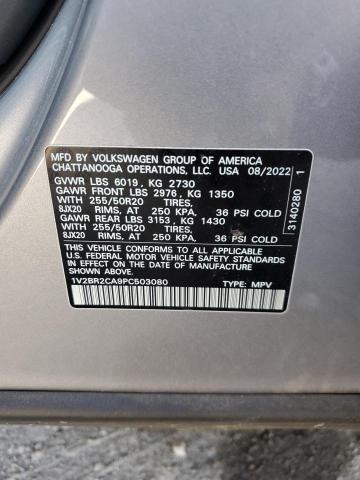 MFD. BY VOLKSWAGEN GROUP OF AMERICA
CHATTANOOGA OPERATIONS, LLC. USA 08/2022
GVWR LBS 6019, KG 2730
GAWR FRONT LBS 2976, KG 1350
WITH 255/50R20 TIRES,
8JX20 RIMS, AT 250 KPA, 36 PSI COLD
GAWR REAR LBS 3153, KG 1430
WITH 255/50R20 TIRES,
8JX20 RIMS, AT 250 KPA, 36 PSI COLD
THIS VEHICLE CONFORMS TO ALL APPLICABLE
U.S. FEDERAL MOTOR VEHICLE SAFETY STANDARDS
IN EFFECT ON THE DATE OF MANUFACTURE
SHOWN ABOVE.
1V2BR2CA9PC503080 TYPE: MPV
3140280 1